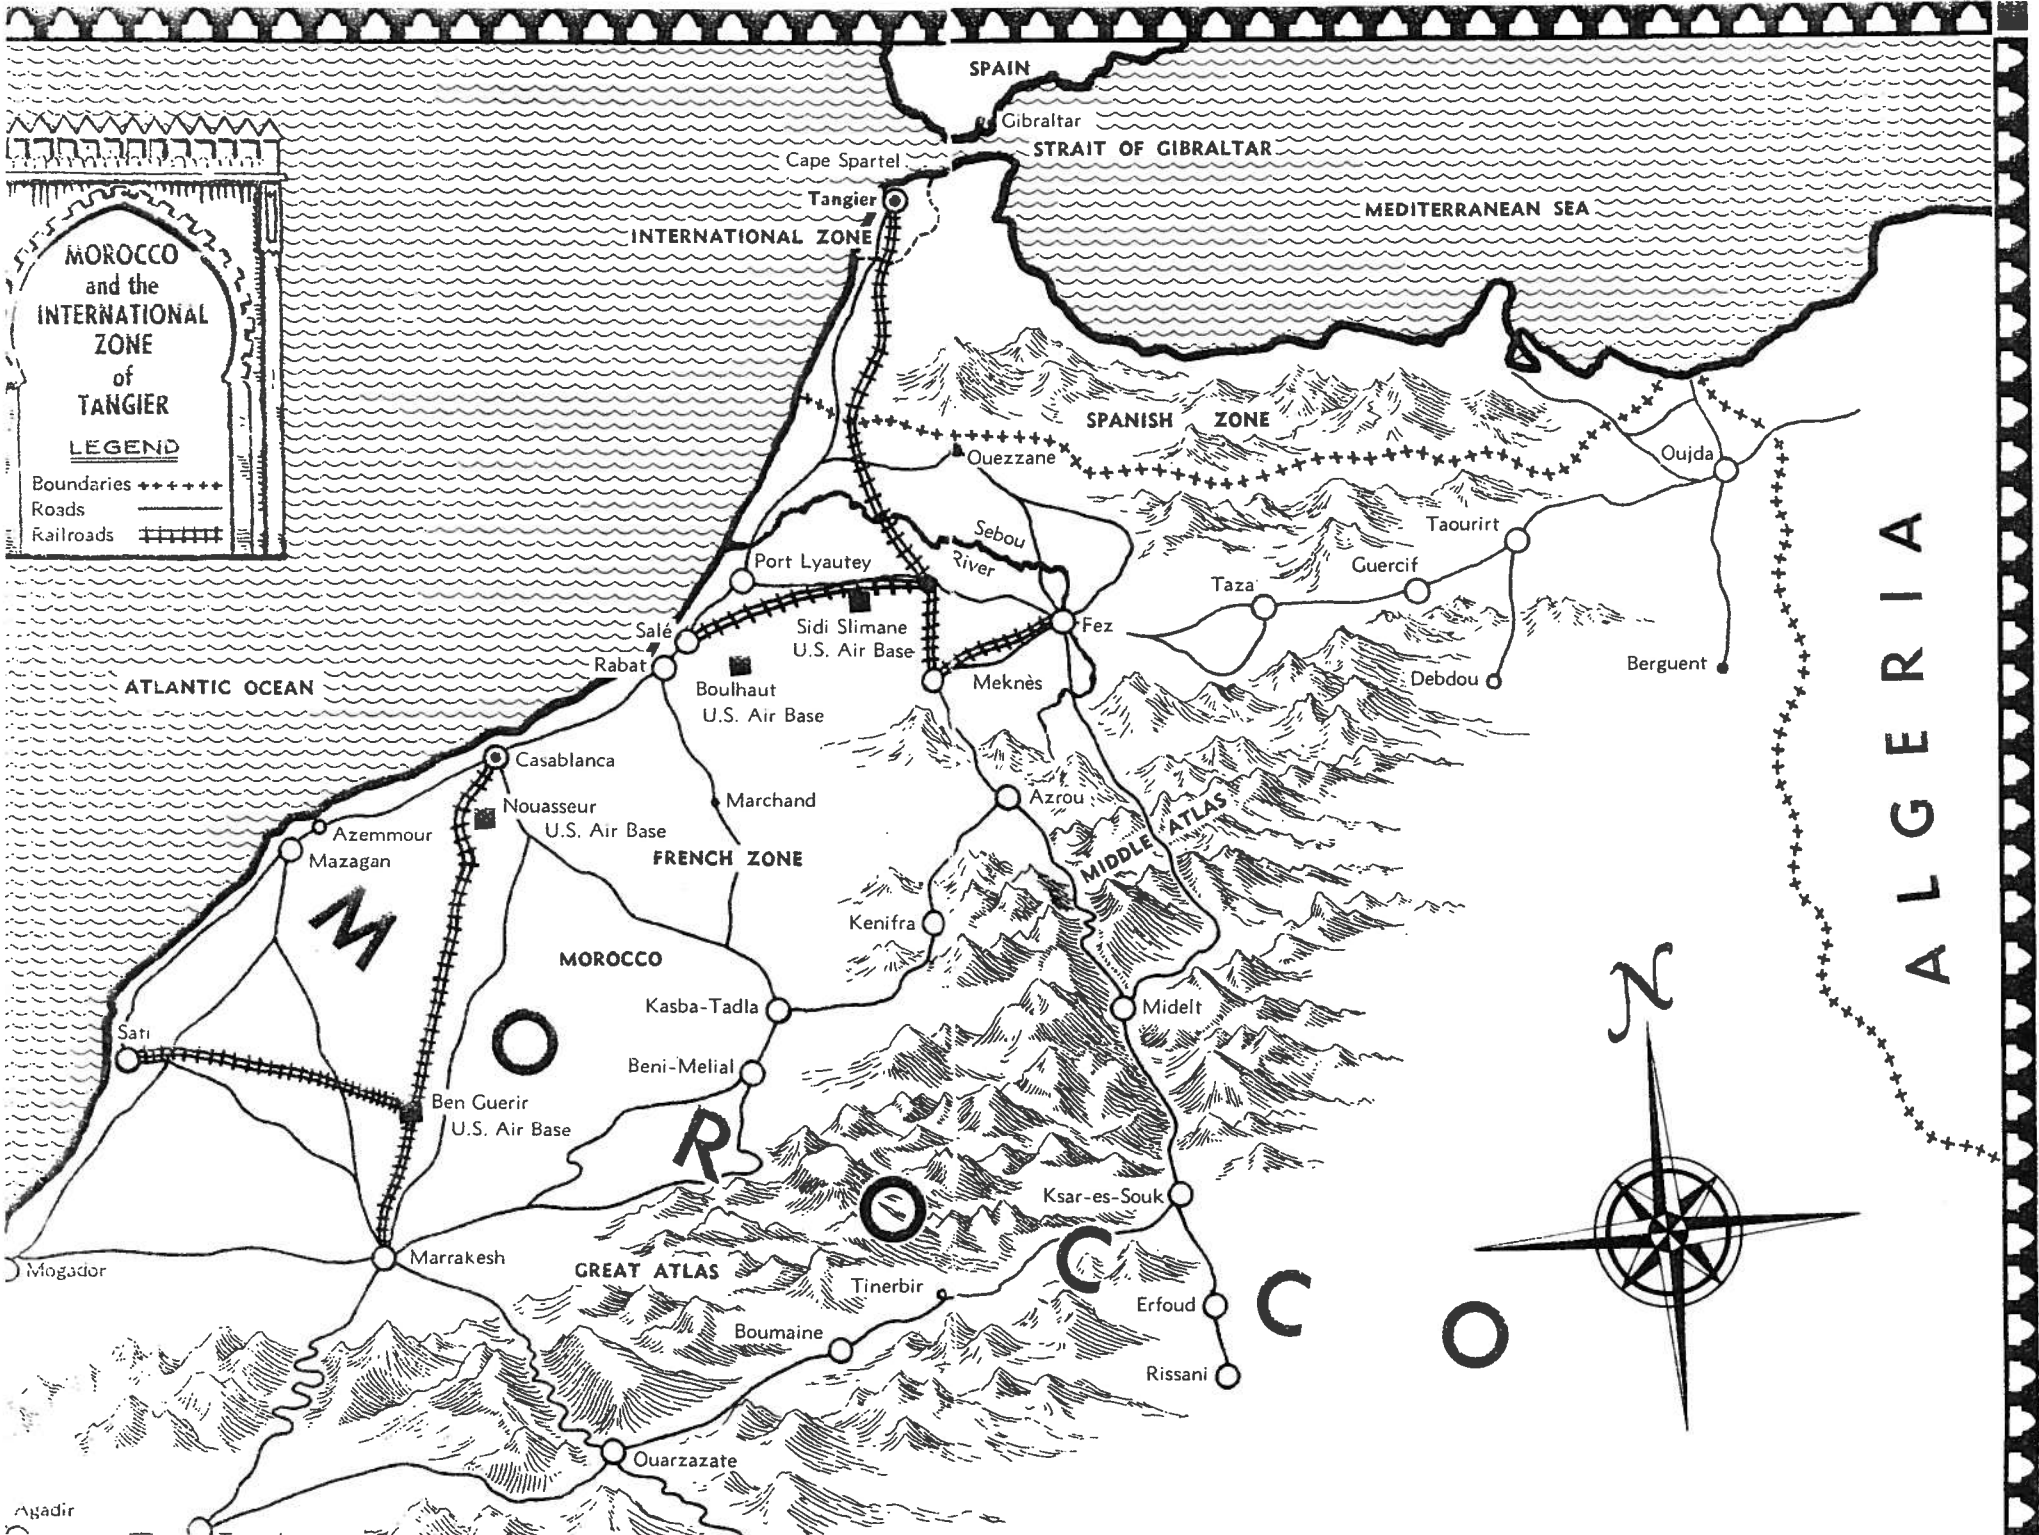 SPAIN
Gibraltar
STRAIT OF GIBRALTAR
Cape Spartel
Tangier
INTERNATIONAL ZONE
MEDITERRANEAN SEA
MOROCCO
and the
INTERNATIONAL
ZONE
of
TANGIER
LEGEND
Boundaries
Roads
Railroads
SPANISH ZONE
Ouezzane
Oujda
Taourirt
Sebou
River
Port Lyautey
Guercif
Taza
Salé
Sidi Slimane
U.S. Air Base
Fez
Rabat
Berguent
Debdou
ALGERIA
ATLANTIC OCEAN
Boulhaut
U.S. Air Base
Meknès
Casablanca
Nouasseur
U.S. Air Base
Marchand
Azrou
Azemmour
Mazagan
FRENCH ZONE
MIDDLE ATLAS
Kenifra
MOROCCO
MOROCCO
Kasba-Tadla
Midelt
N
Sati
Beni-Melial
Ben Guerir
U.S. Air Base
Ksar-es-Souk
Marrakesh
Mogador
GREAT ATLAS
Tinerbir
Erfoud
Boumaine
Rissani
Ouarzazate
Agadir